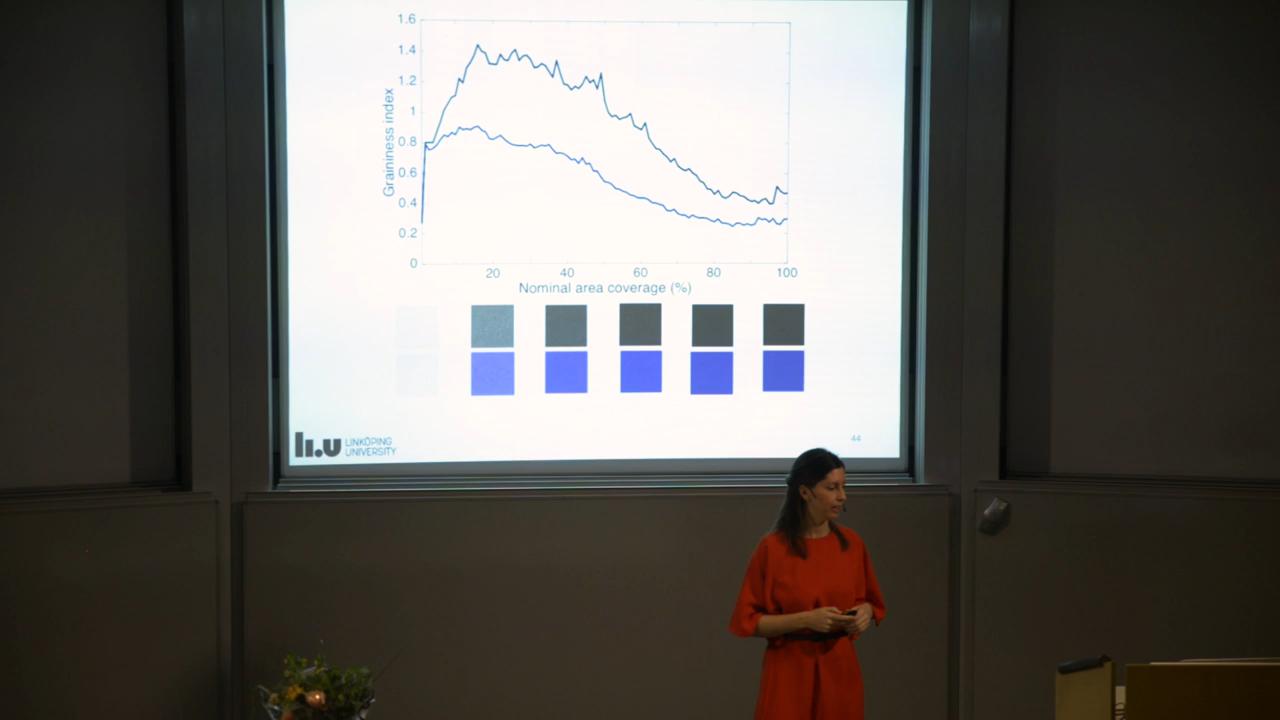 1.6
1.4
1.2
1
0.8
0.6
0.4
0.2
0
Graininess index
20 40 60 80 100
Nominal area coverage (%)
li.u LINKÖPING
UNIVERSITY
44